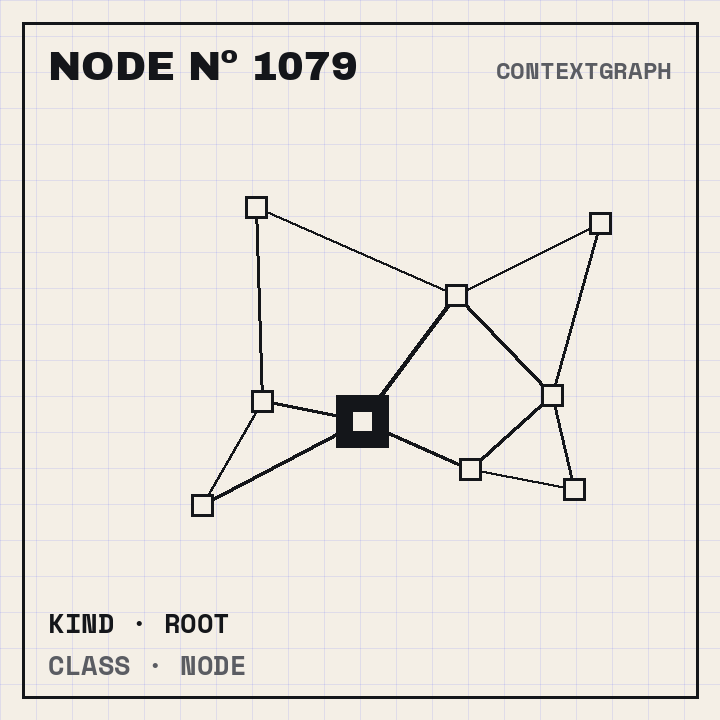 NODE Nº 1079
CONTEXTGRAPH
KIND · ROOT
CLASS · NODE